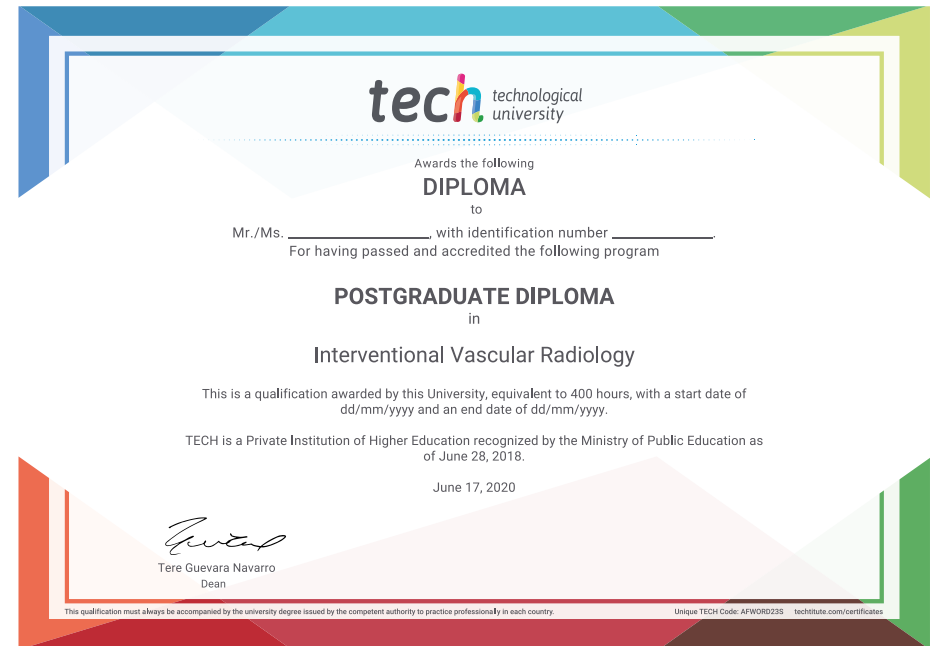 tech technological
university
Awards the following
DIPLOMA
to
Mr./Ms. ____________________, with identification number ______________.
For having passed and accredited the following program
POSTGRADUATE DIPLOMA
in
Interventional Vascular Radiology
This is a qualification awarded by this University, equivalent to 400 hours, with a start date of
dd/mm/yyyy and an end date of dd/mm/yyyy.
TECH is a Private Institution of Higher Education recognized by the Ministry of Public Education as
of June 28, 2018.
June 17, 2020
Tere Guevara Navarro
Dean
This qualification must always be accompanied by the university degree issued by the competent authority to practice professionally in each country.
Unique TECH Code: AFWORD23S techtitute.com/certificates